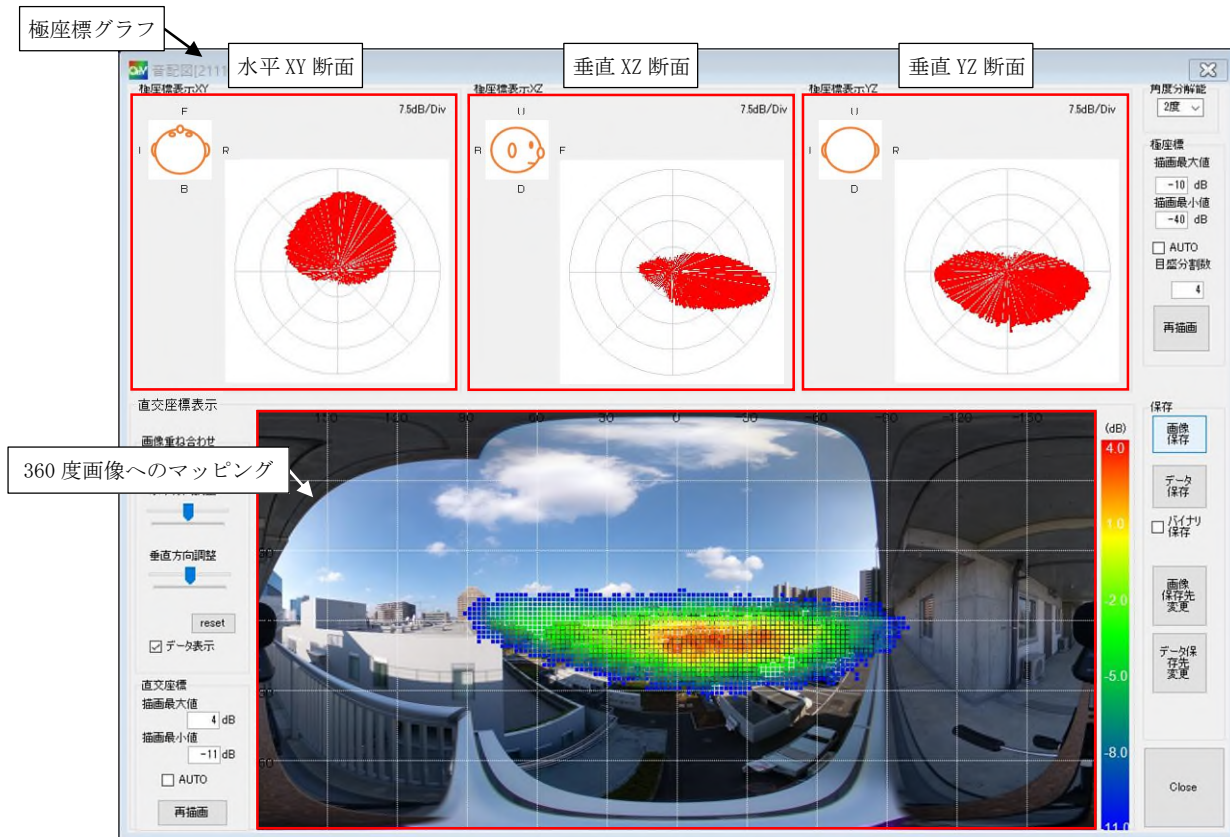 極座標グラフ
水平 XY 断面
垂直 XZ 断面
垂直 YZ 断面
音配図[2111
極座標表示XY
極座標表示XZ
極座標表示YZ
7.5dB/Div
7.5dB/Div
7.5dB/Div
F
R
B
U
F
D
U
R
D
角度分解能
2度
極座標
描画最大値
-10 dB
描画最小値
-40 dB
AUTO
目盛分割数
4
再描画
直交座標表示
画像重ね合わせ
360 度画像へのマッピング
垂直方向調整
reset
データ表示
直交座標
描画最大値
4 dB
描画最小値
-11 dB
AUTO
再描画
90
60
30
0
-30
-60
-90
-120
-150
(dB)
4.0
1.0
-2.0
-5.0
-8.0
11.0
保存
画像
保存
データ
保存
バイナリ
保存
画像
保存先
変更
データ保
存先
変更
Close